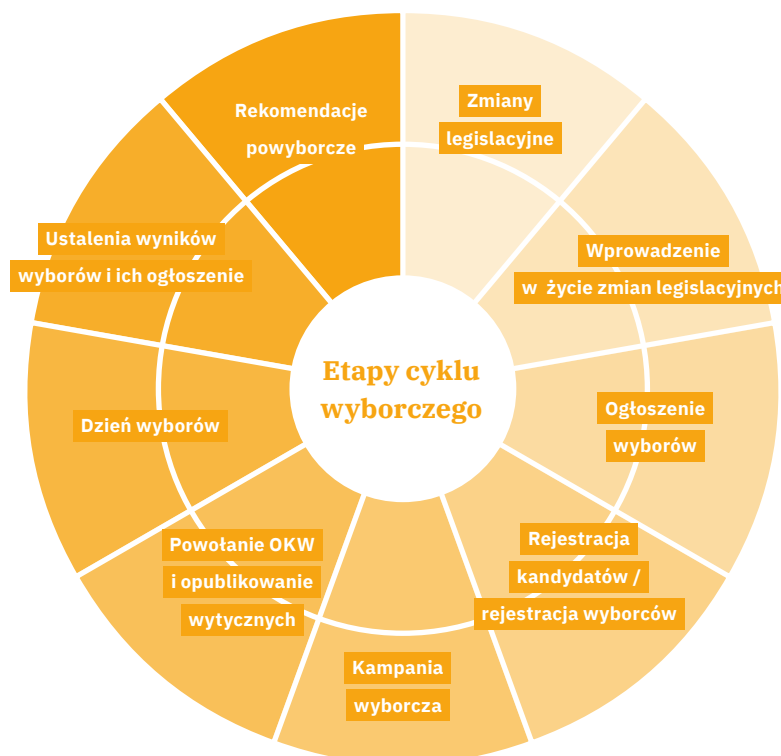 Etapy cyklu
wyborczego
Zmiany
legislacyjne
Wprowadzenie
w życie zmian legislacyjnych
Ogłoszenie
wyborów
Rejestracja
kandydatów /
rejestracja wyborców
Kampania
wyborcza
Powołanie OKW
i opublikowanie
wytycznych
Dzień wyborów
Ustalenia wyników
wyborów i ich ogłoszenie
Rekomendacje
powyborcze